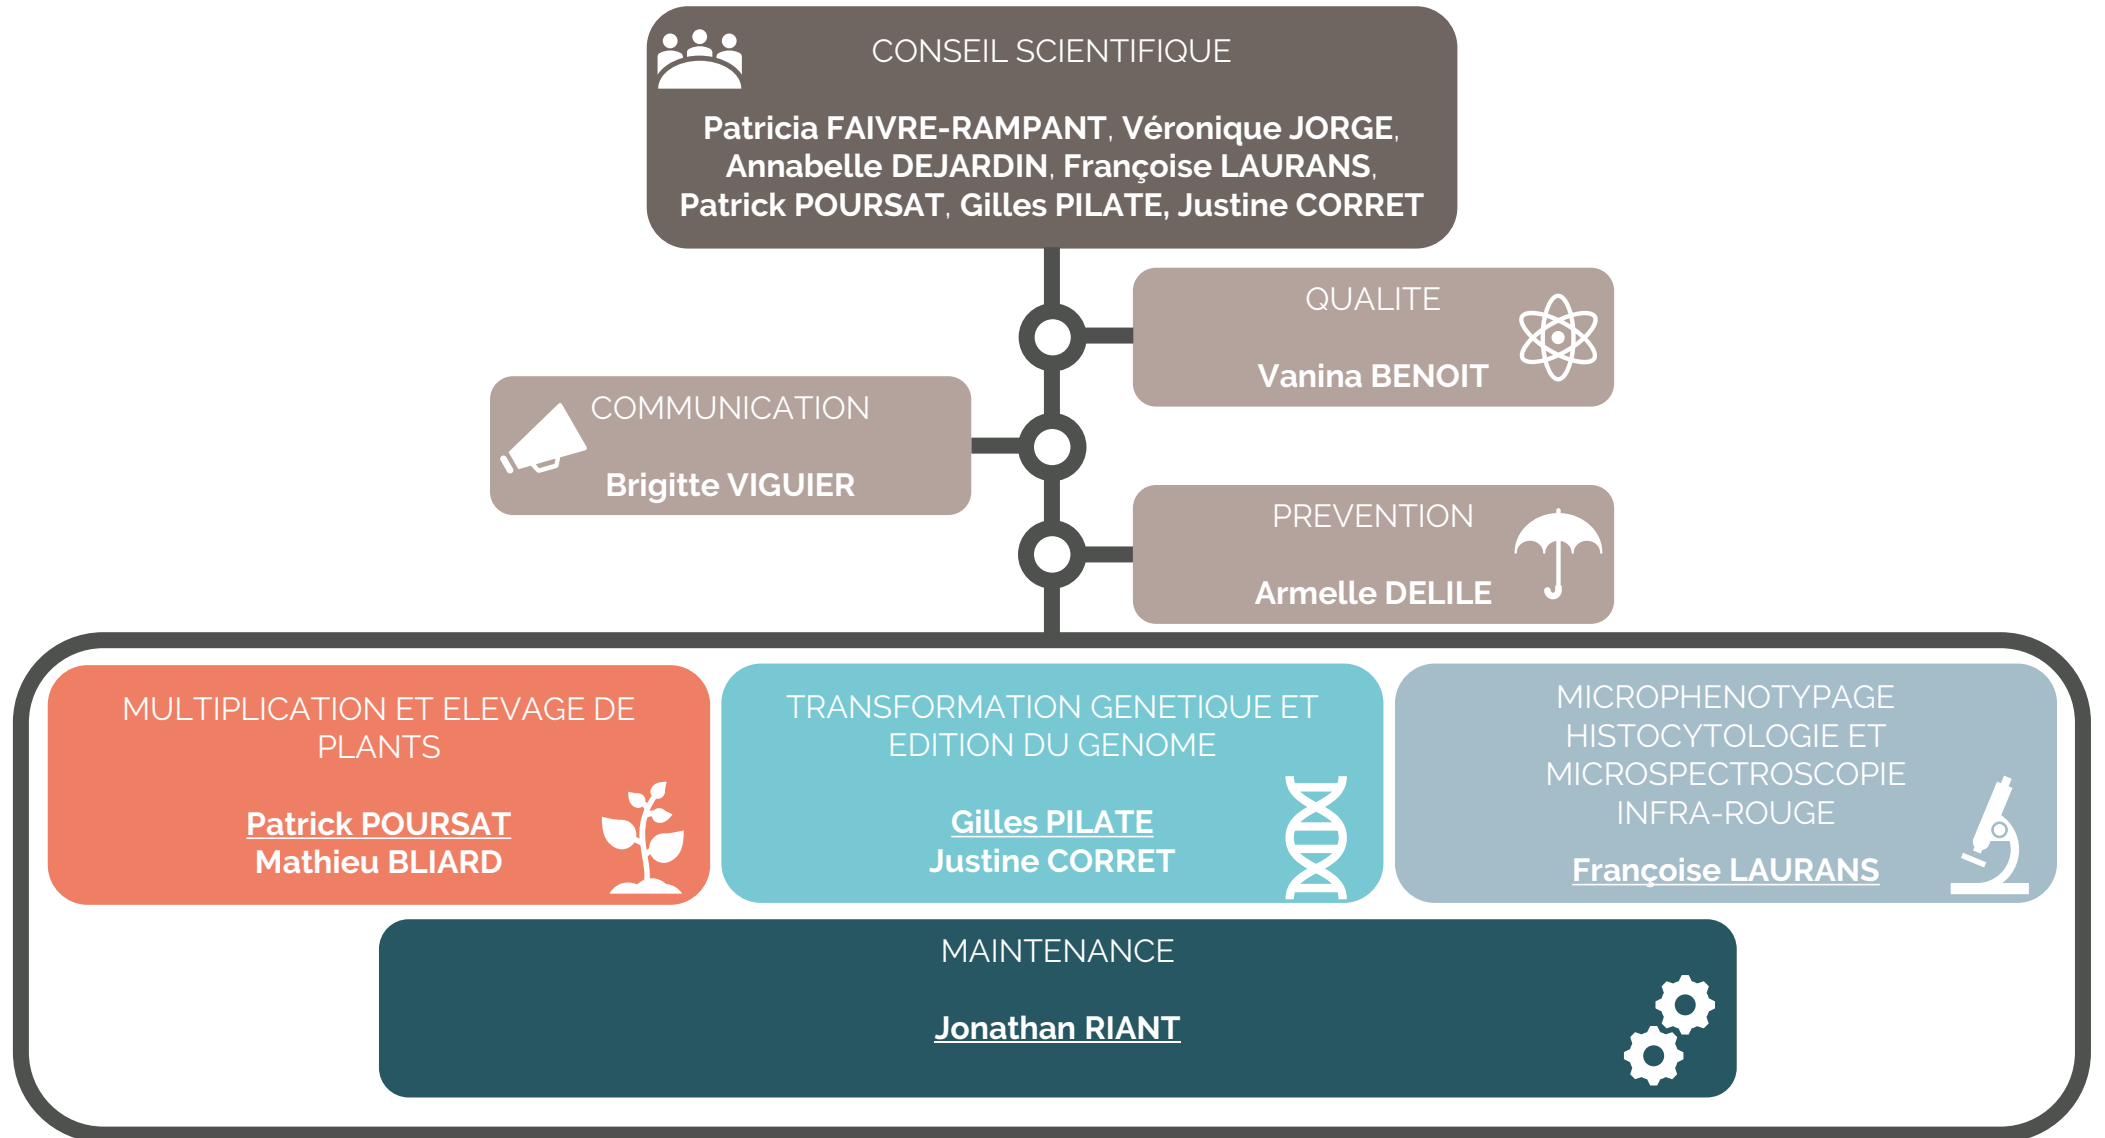 CONSEIL SCIENTIFIQUE
Patricia FAIVRE-RAMPANT, Véronique JORGE,
Annabelle DEJARDIN, Françoise LAURANS,
Patrick POURSAT, Gilles PILATE, Justine CORRET
QUALITE
Vanina BENOIT
COMMUNICATION
Brigitte VIGUIER
PREVENTION
Armelle DELILE
MULTIPLICATION ET ELEVAGE DE
PLANTS
Patrick POURSAT
Mathieu BLIARD
TRANSFORMATION GENETIQUE ET
EDITION DU GENOME
Gilles PILATE
Justine CORRET
MICROPHENOTYPAGE
HISTOCYTOLOGIE ET
MICROSPECTROSCOPIE
INFRA-ROUGE
Françoise LAURANS
MAINTENANCE
Jonathan RIANT